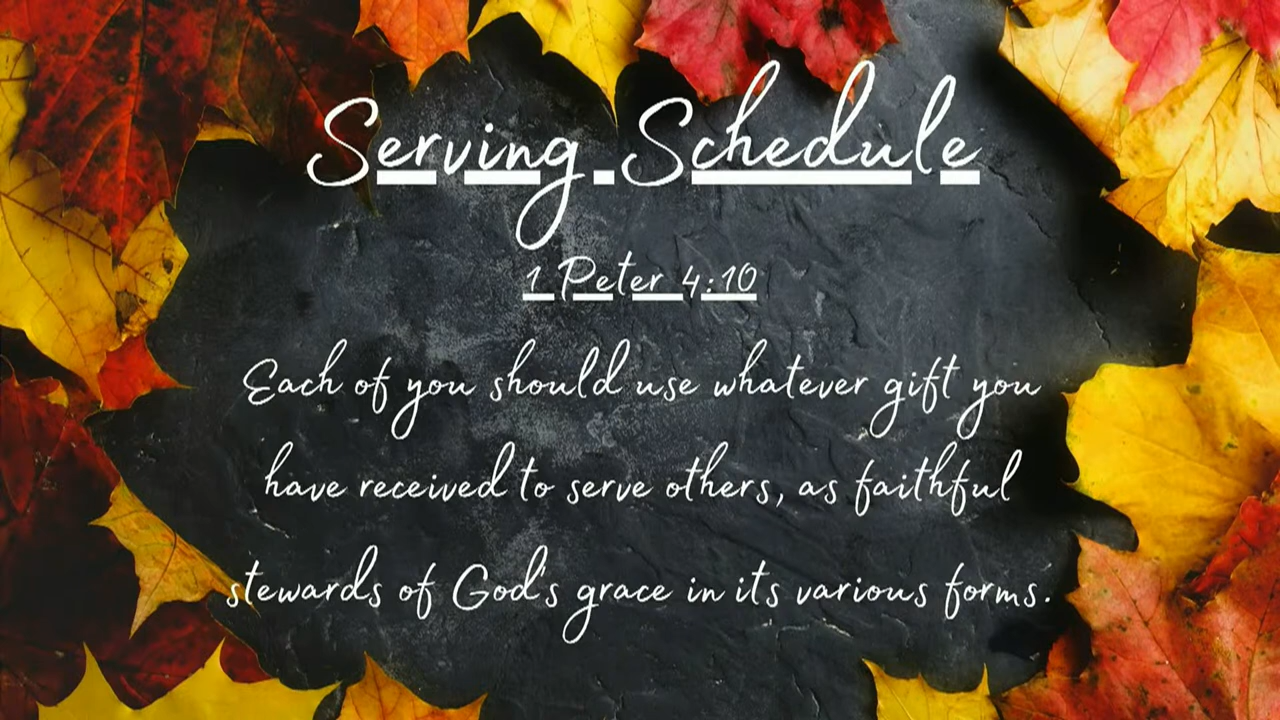 Serving Schedule
1 Peter 4:10
Each of you should use whatever gift you
have received to serve others, as faithful
stewards of God's grace in its various forms.